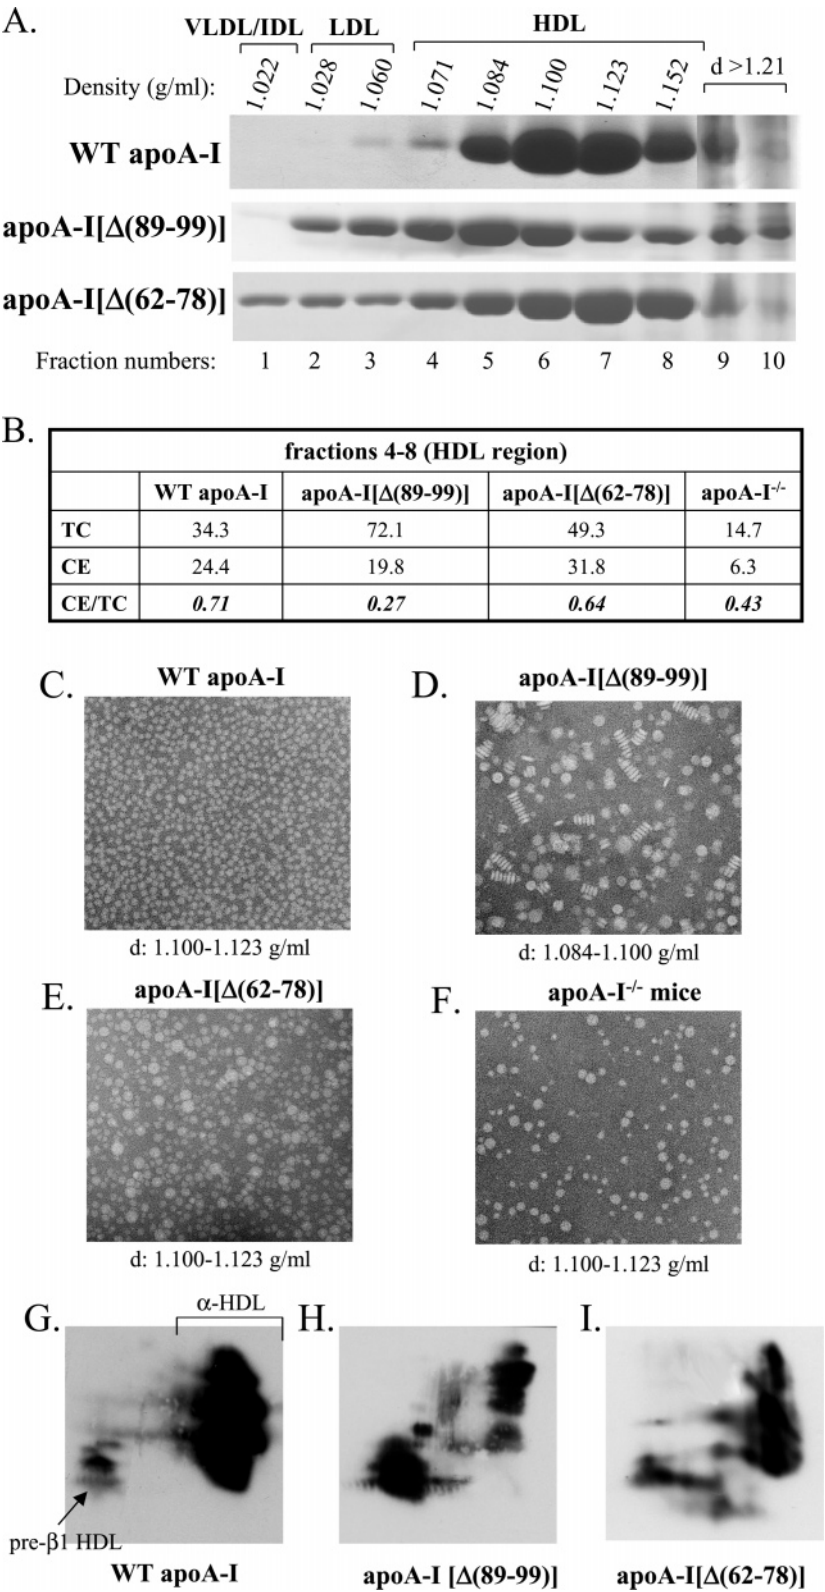 A.
VLDL/IDL LDL HDL
Density (g/ml): 1.022 1.028 1.060 1.071 1.084 1.100 1.123 1.152 d >1.21
WT apoA-I
apoA-I[Δ(89-99)]
apoA-I[Δ(62-78)]
Fraction numbers: 1 2 3 4 5 6 7 8 9 10
B.
fractions 4-8 (HDL region)
WT apoA-I apoA-I[Δ(89-99)] apoA-I[Δ(62-78)] apoA-I-/-
TC 34.3 72.1 49.3 14.7
CE 24.4 19.8 31.8 6.3
CE/TC 0.71 0.27 0.64 0.43
C. WT apoA-I
d: 1.100-1.123 g/ml
D. apoA-I[Δ(89-99)]
d: 1.084-1.100 g/ml
E. apoA-I[Δ(62-78)]
d: 1.100-1.123 g/ml
F. apoA-I-/- mice
d: 1.100-1.123 g/ml
G. α-HDL H. I.
pre-β1 HDL
WT apoA-I apoA-I [Δ(89-99)] apoA-I[Δ(62-78)]